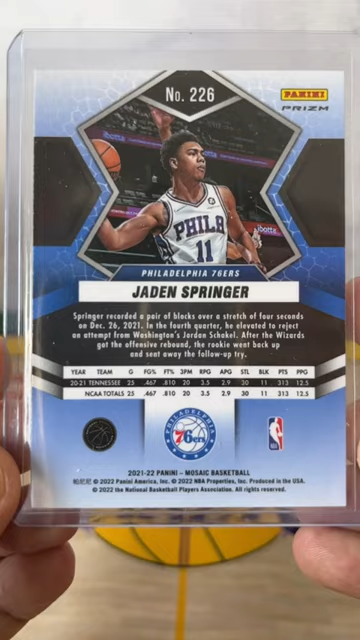 No. 226
PANINI
PRIZM
PHILA
11
PHILADELPHIA 76ERS
JADEN SPRINGER
Springer recorded a pair of blocks over a stretch of four seconds
on Dec. 26, 2021. In the fourth quarter, he elevated to reject
an attempt from Washington's Jordan Schakel. After the Wizards
got the offensive rebound, the rookie went back up
and sent away the follow-up try.
YEAR TEAM G FG% FT% 3PM RPG APG STL BLK PTS PPG
20-21 TENNESSEE 25 .467 .810 20 3.5 2.9 30 11 313 12.5
NCAA TOTALS 25 .467 .810 20 3.5 2.9 30 11 313 12.5
PHILADELPHIA
76ers
NBA
2021-22 PANINI – MOSAIC BASKETBALL
© 2022 Panini America, Inc. © 2022 NBA Properties, Inc. Produced in the USA.
© 2022 the National Basketball Players Association. All rights reserved.